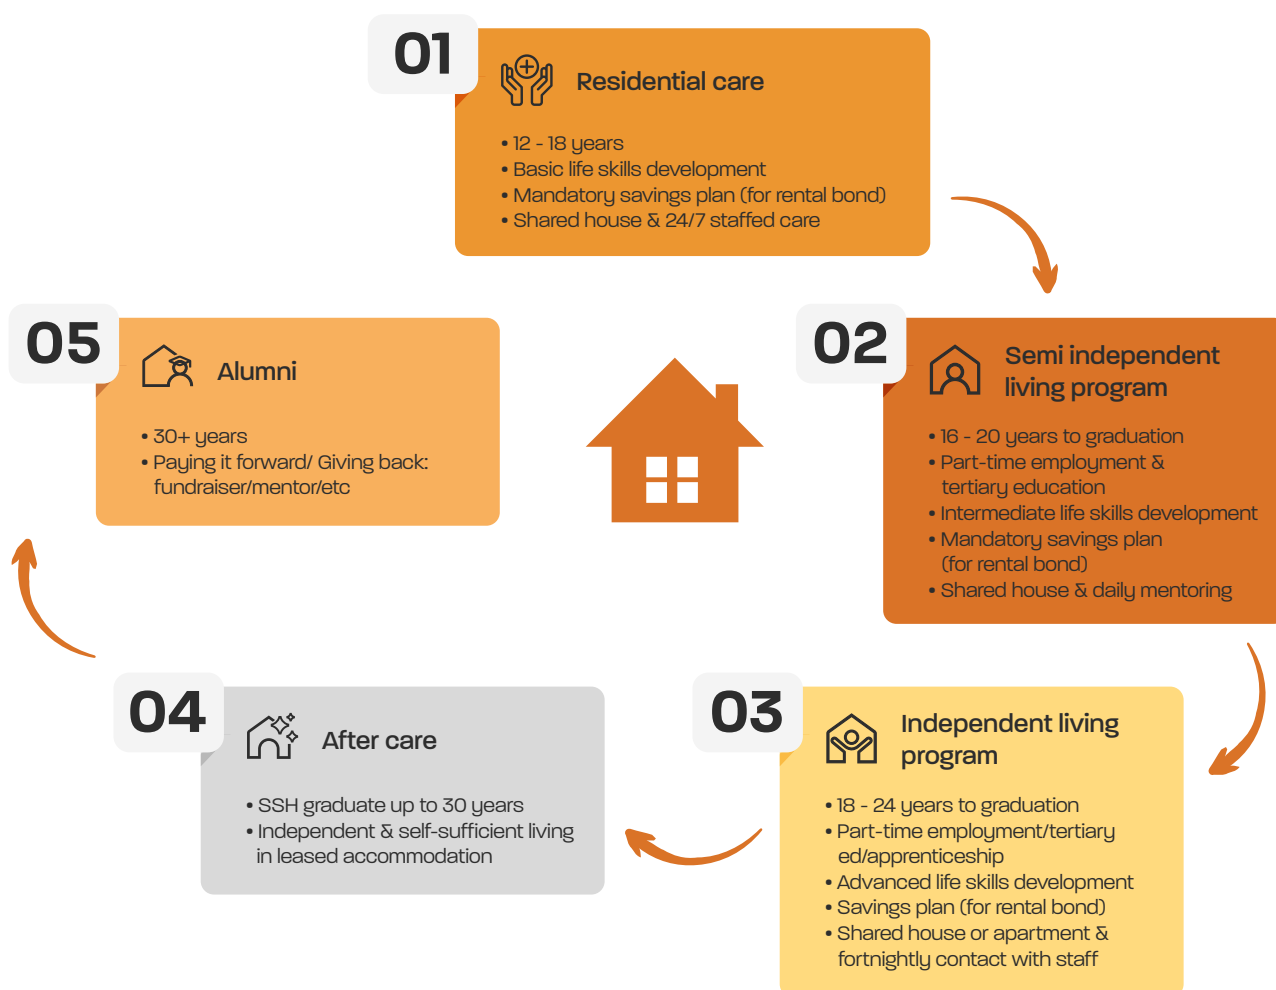 01
Residential care
• 12 - 18 years
• Basic life skills development
• Mandatory savings plan (for rental bond)
• Shared house & 24/7 staffed care
02
Semi independent
living program
• 16 - 20 years to graduation
• Part-time employment &
tertiary education
• Intermediate life skills development
• Mandatory savings plan
(for rental bond)
• Shared house & daily mentoring
03
Independent living
program
• 18 - 24 years to graduation
• Part-time employment/tertiary
ed/apprenticeship
• Advanced life skills development
• Savings plan (for rental bond)
• Shared house or apartment &
fortnightly contact with staff
04
After care
• SSH graduate up to 30 years
• Independent & self-sufficient living
in leased accommodation
05
Alumni
• 30+ years
• Paying it forward/ Giving back:
fundraiser/mentor/etc